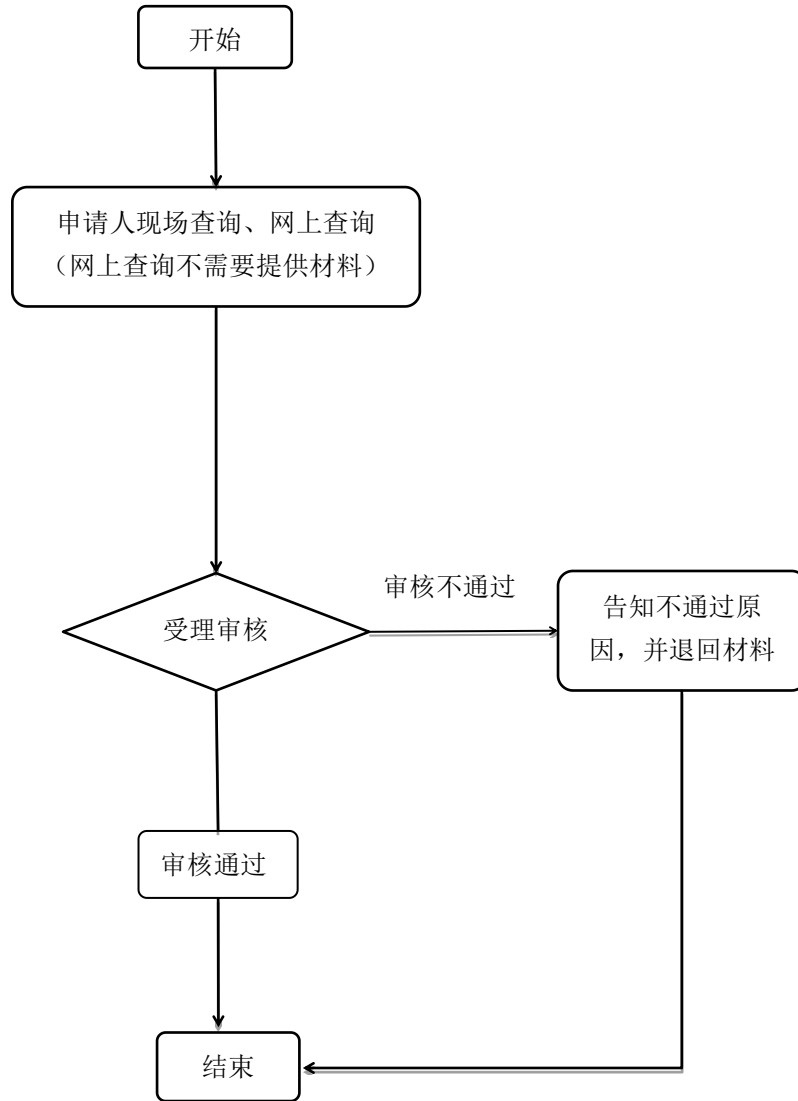 开始
申请人现场查询、网上查询
（网上查询不需要提供材料）
受理审核
审核不通过
告知不通过原
因，并退回材料
审核通过
结束